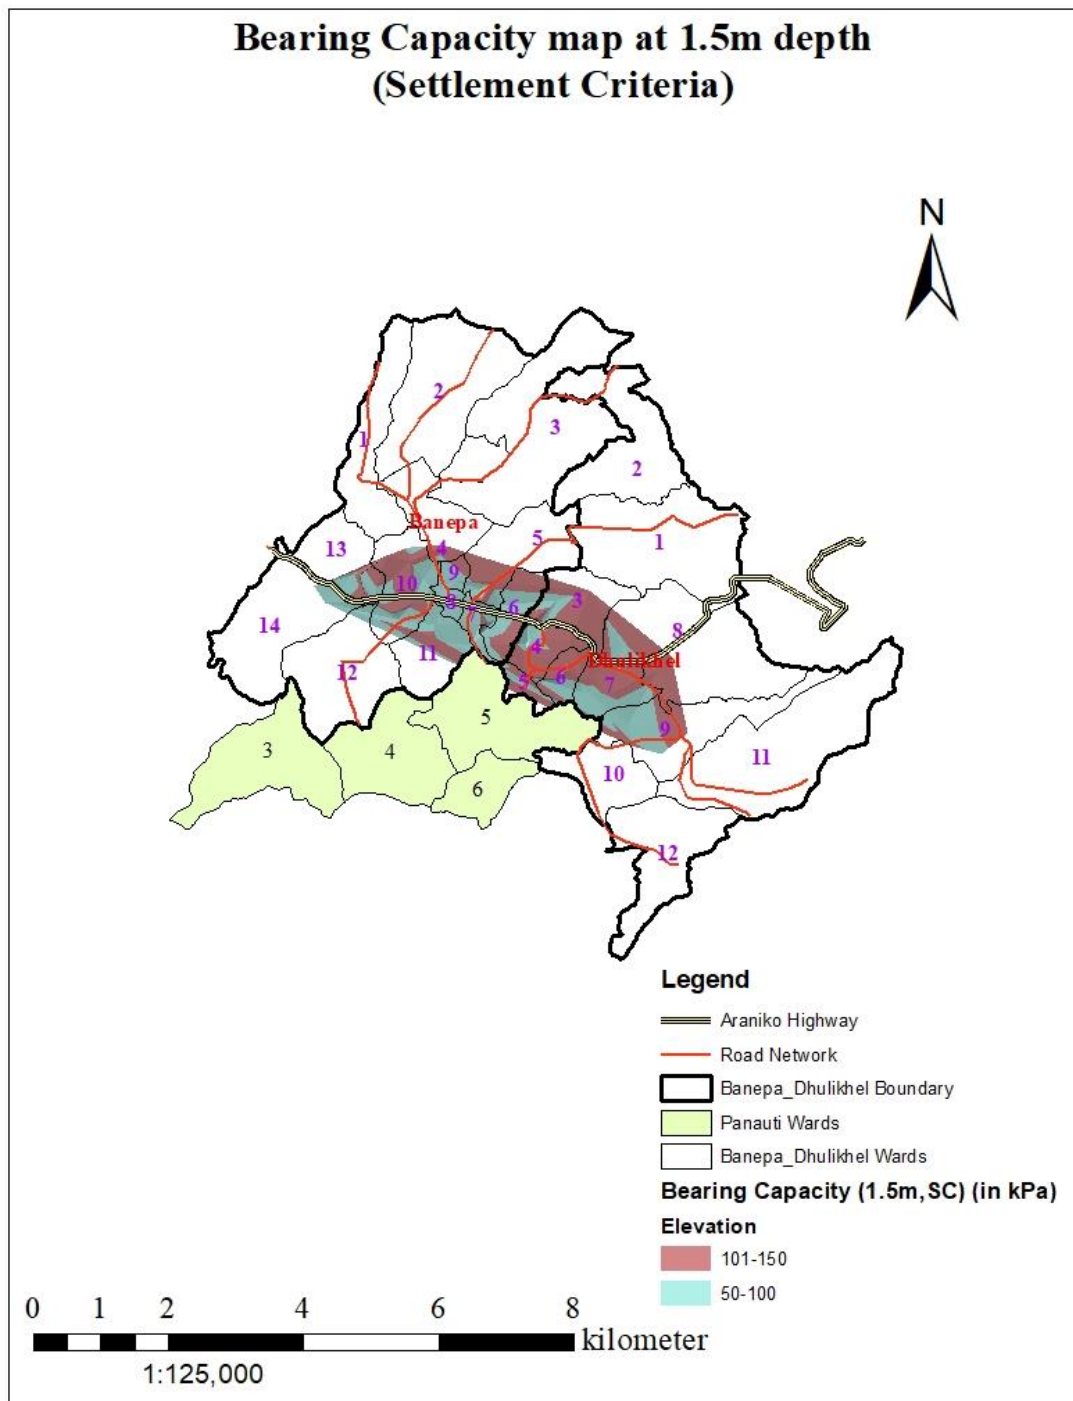 Bearing Capacity map at 1.5m depth
(Settlement Criteria)
N
2
3
1
2
Banepa
5
1
4
13
9
10
8
7
6
3
14
4
8
11
Dhulikhel
12
5
6
7
5
9
3
4
11
10
6
12
Legend
Araniko Highway
Road Network
Banepa_Dhulikhel Boundary
Panauti Wards
Banepa_Dhulikhel Wards
Bearing Capacity (1.5m,SC) (in kPa)
Elevation
101-150
50-100
0 1 2 4 6 8
kilometer
1:125,000